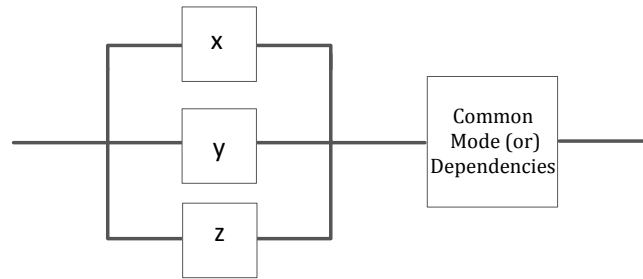 x
y
z
Common
Mode (or)
Dependencies